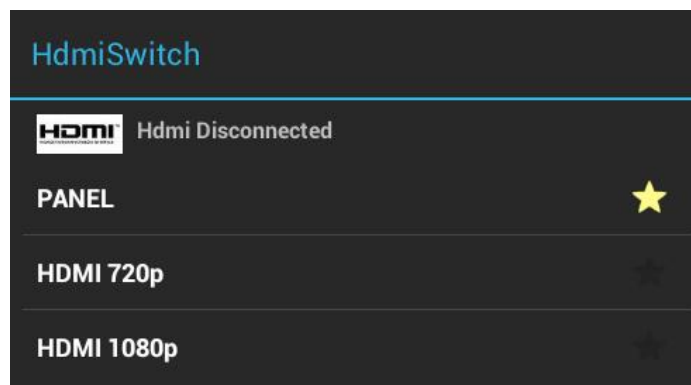 HdmiSwitch
HDMI Hdmi Disconnected
PANEL
HDMI 720p
HDMI 1080p